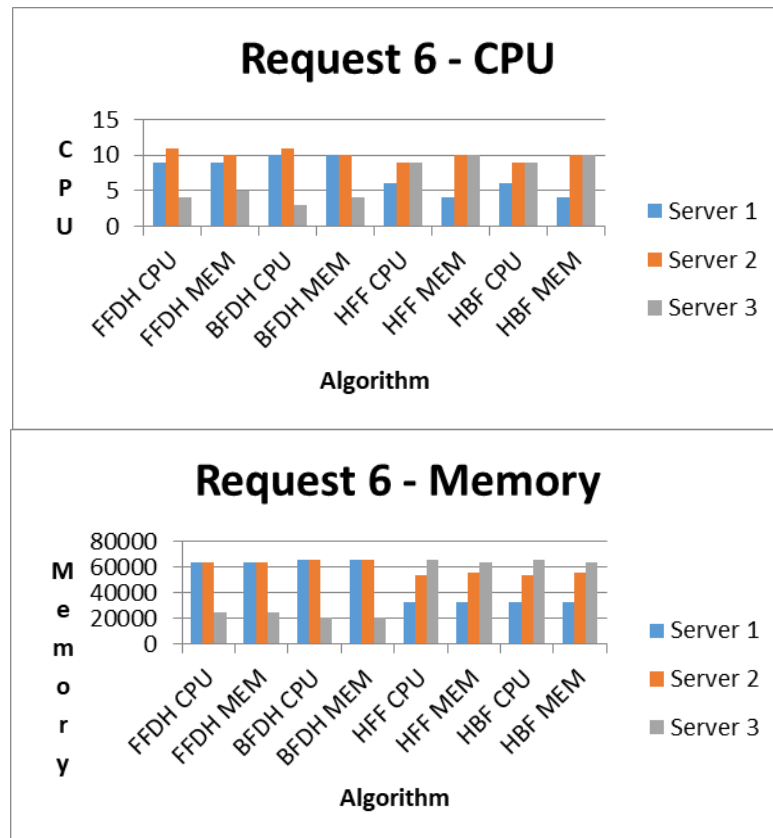 Request 6 - CPU
CPU
15
10
5
0
FFDH CPU
FFDH MEM
BFDH CPU
BFDH MEM
HFF CPU
HFF MEM
HBF CPU
HBF MEM
Algorithm
Server 1
Server 2
Server 3
Request 6 - Memory
Memory
80000
60000
40000
20000
0
FFDH CPU
FFDH MEM
BFDH CPU
BFDH MEM
HFF CPU
HFF MEM
HBF CPU
HBF MEM
Algorithm
Server 1
Server 2
Server 3